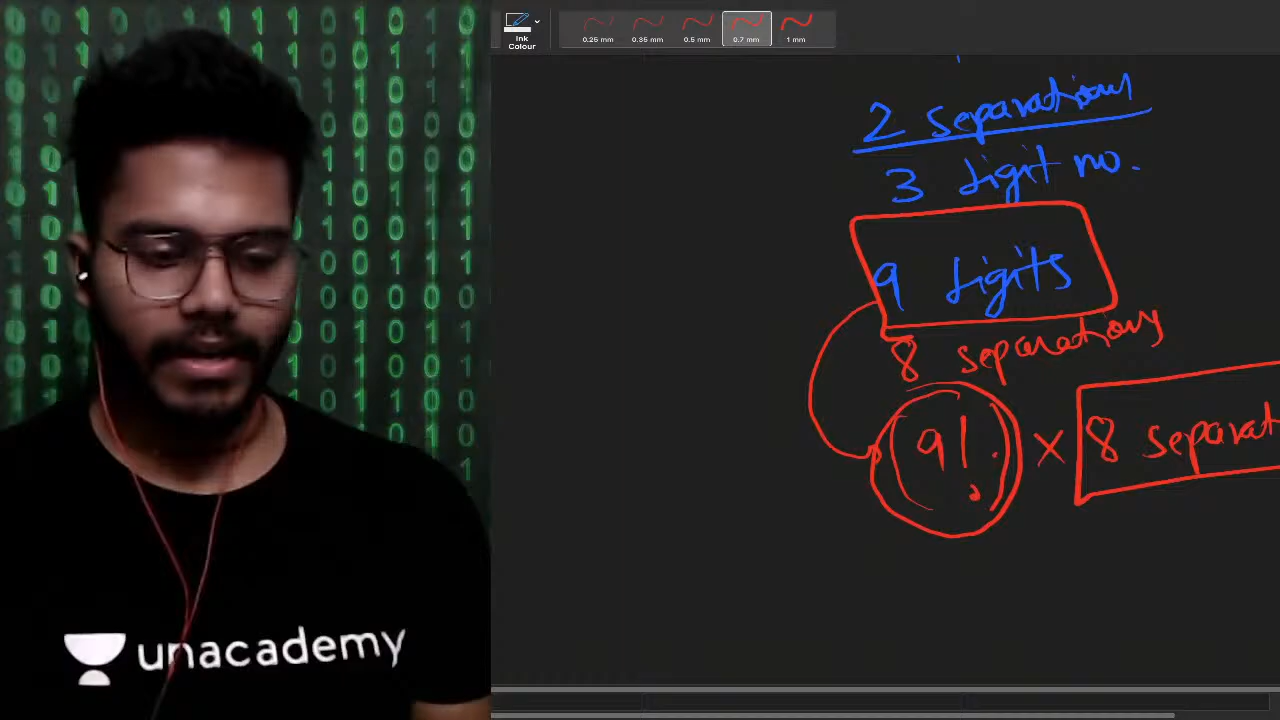 Ink
Colour
0.25 mm 0.35 mm 0.5 mm 0.7 mm 1 mm
2 separations
3 digit no.
9 digits
8 separations
9! × 8 separat
unacademy